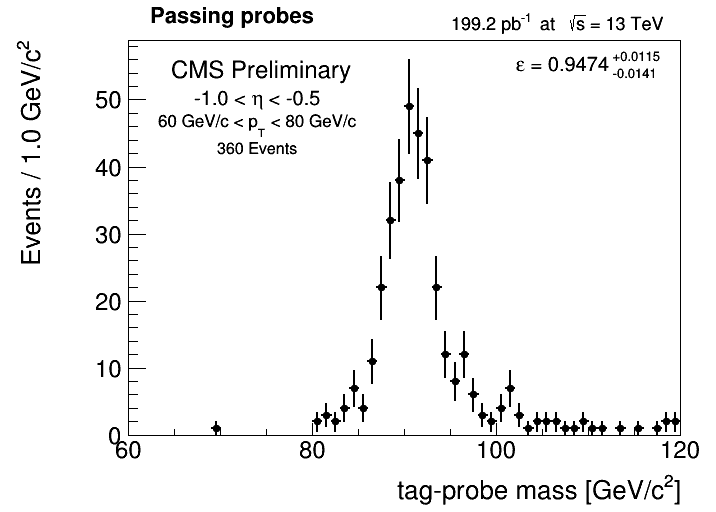 Passing probes
199.2 pb⁻¹ at √s = 13 TeV
CMS Preliminary
ε = 0.9474 +0.0115 -0.0141
-1.0 < η < -0.5
60 GeV/c < p_T < 80 GeV/c
360 Events
Events / 1.0 GeV/c²
50
40
30
20
10
0
60 80 100 120
tag-probe mass [GeV/c²]